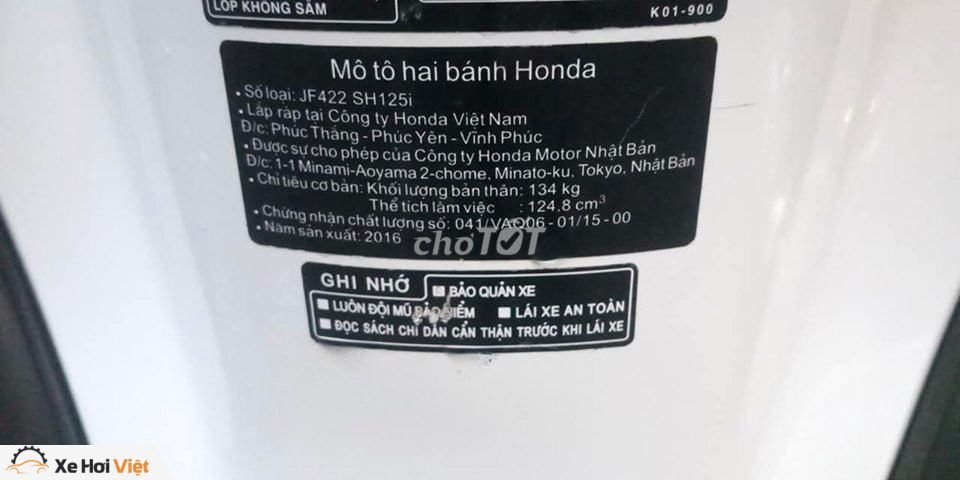 LỐP KHÔNG SĂM
K01-900
Mô tô hai bánh Honda
• Số loại: JF422 SH125i
• Lắp ráp tại Công ty Honda Việt Nam
Đ/c: Phúc Thắng - Phúc Yên - Vĩnh Phúc
• Được sự cho phép của Công ty Honda Motor Nhật Bản
Đ/c: 1-1 Minami-Aoyama 2-chome, Minato-ku, Tokyo, Nhật Bản
• Chỉ tiêu cơ bản: Khối lượng bản thân: 134 kg
Thể tích làm việc : 124.8 cm³
• Chứng nhận chất lượng số: 041/VAQ06 - 01/15 - 00
• Năm sản xuất: 2016
choTỐT
GHI NHỚ
BẢO QUẢN XE
LUÔN ĐỘI MŨ BẢO HIỂM
LÁI XE AN TOÀN
ĐỌC SÁCH CHỈ DẪN CẨN THẬN TRƯỚC KHI LÁI XE
Xe Hơi Việt